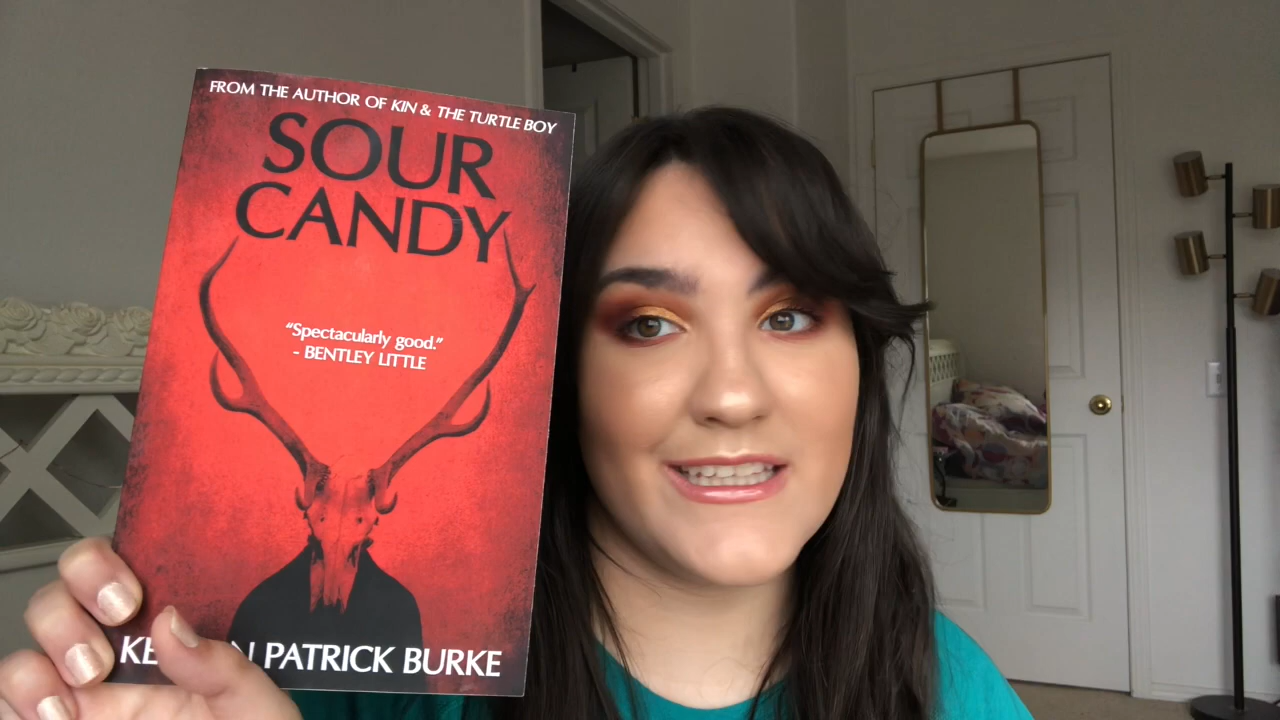 FROM THE AUTHOR OF KIN & THE TURTLE BOY
SOUR
CANDY
“Spectacularly good.”
- BENTLEY LITTLE
PATRICK BURKE